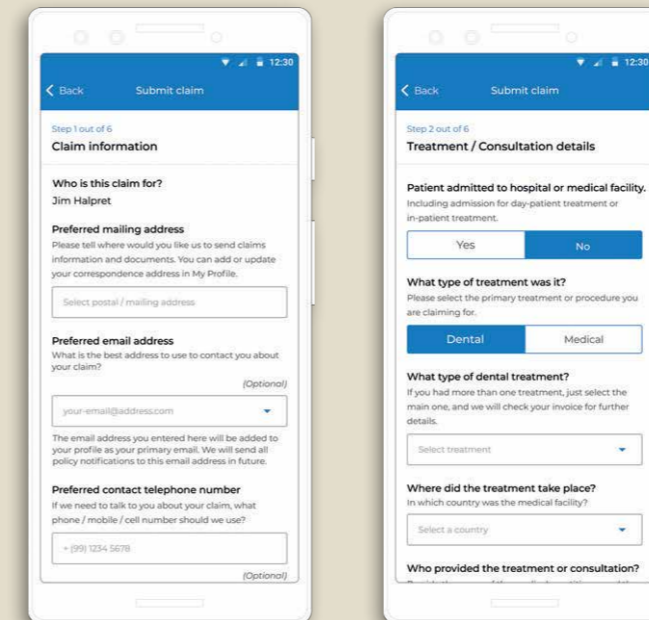 12:30
Back
Submit claim
Step 1 out of 6
Claim information
Who is this claim for?
Jim Halpret
Preferred mailing address
Please tell where would you like us to send claims
information and documents. You can add or update
your correspondence address in My Profile.
Select postal / mailing address
Preferred email address
What is the best address to use to contact you about
your claim?
(Optional)
your-email@address.com
The email address you entered here will be added to
your profile as your primary email. We will send all
policy notifications to this email address in future.
Preferred contact telephone number
If we need to talk to you about your claim, what
phone / mobile / cell number should we use?
+ (99) 1234 5678
(Optional)
12:30
Back
Submit claim
Step 2 out of 6
Treatment / Consultation details
Patient admitted to hospital or medical facility.
Including admission for day-patient treatment or
in-patient treatment.
Yes
No
What type of treatment was it?
Please select the primary treatment or procedure you
are claiming for.
Dental
Medical
What type of dental treatment?
If you had more than one treatment, just select the
main one, and we will check your invoice for further
details.
Select treatment
Where did the treatment take place?
In which country was the medical facility?
Select a country
Who provided the treatment or consultation?